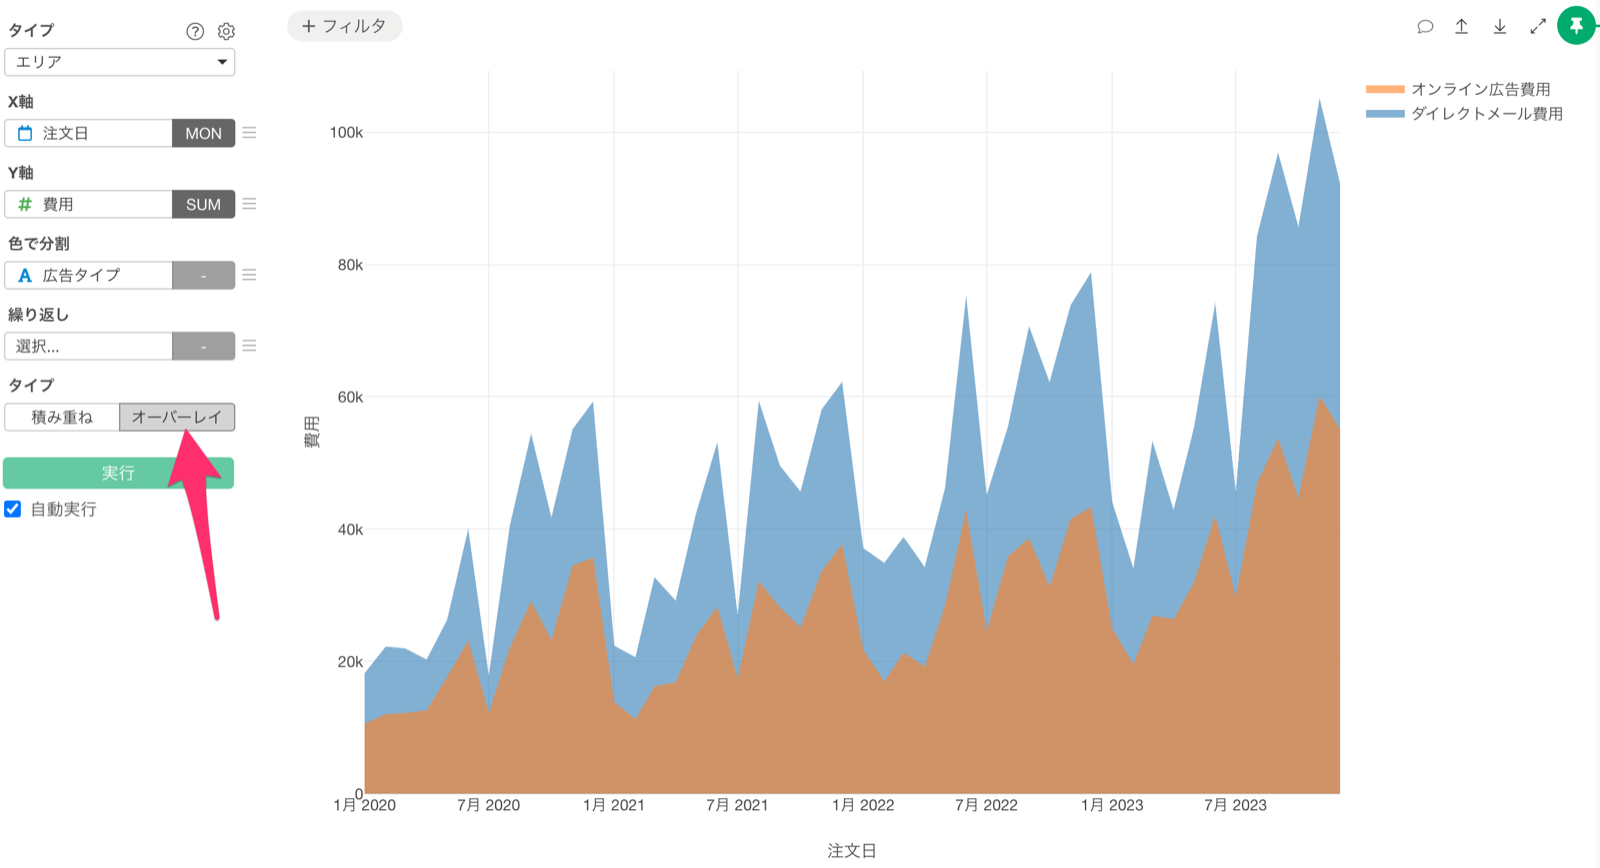 タイプ
エリア
X軸
注文日 MON
Y軸
# 費用 SUM
色で分割
A 広告タイプ -
繰り返し
選択... -
タイプ
積み重ね オーバーレイ
実行
自動実行
+ フィルタ
オンライン広告費用
ダイレクトメール費用
費用
100k
80k
60k
40k
20k
0
1月 2020 7月 2020 1月 2021 7月 2021 1月 2022 7月 2022 1月 2023 7月 2023
注文日